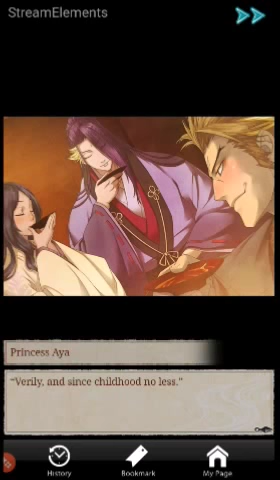 StreamElements
Princess Aya
“Verily, and since childhood no less.”
History
Bookmark
My Page